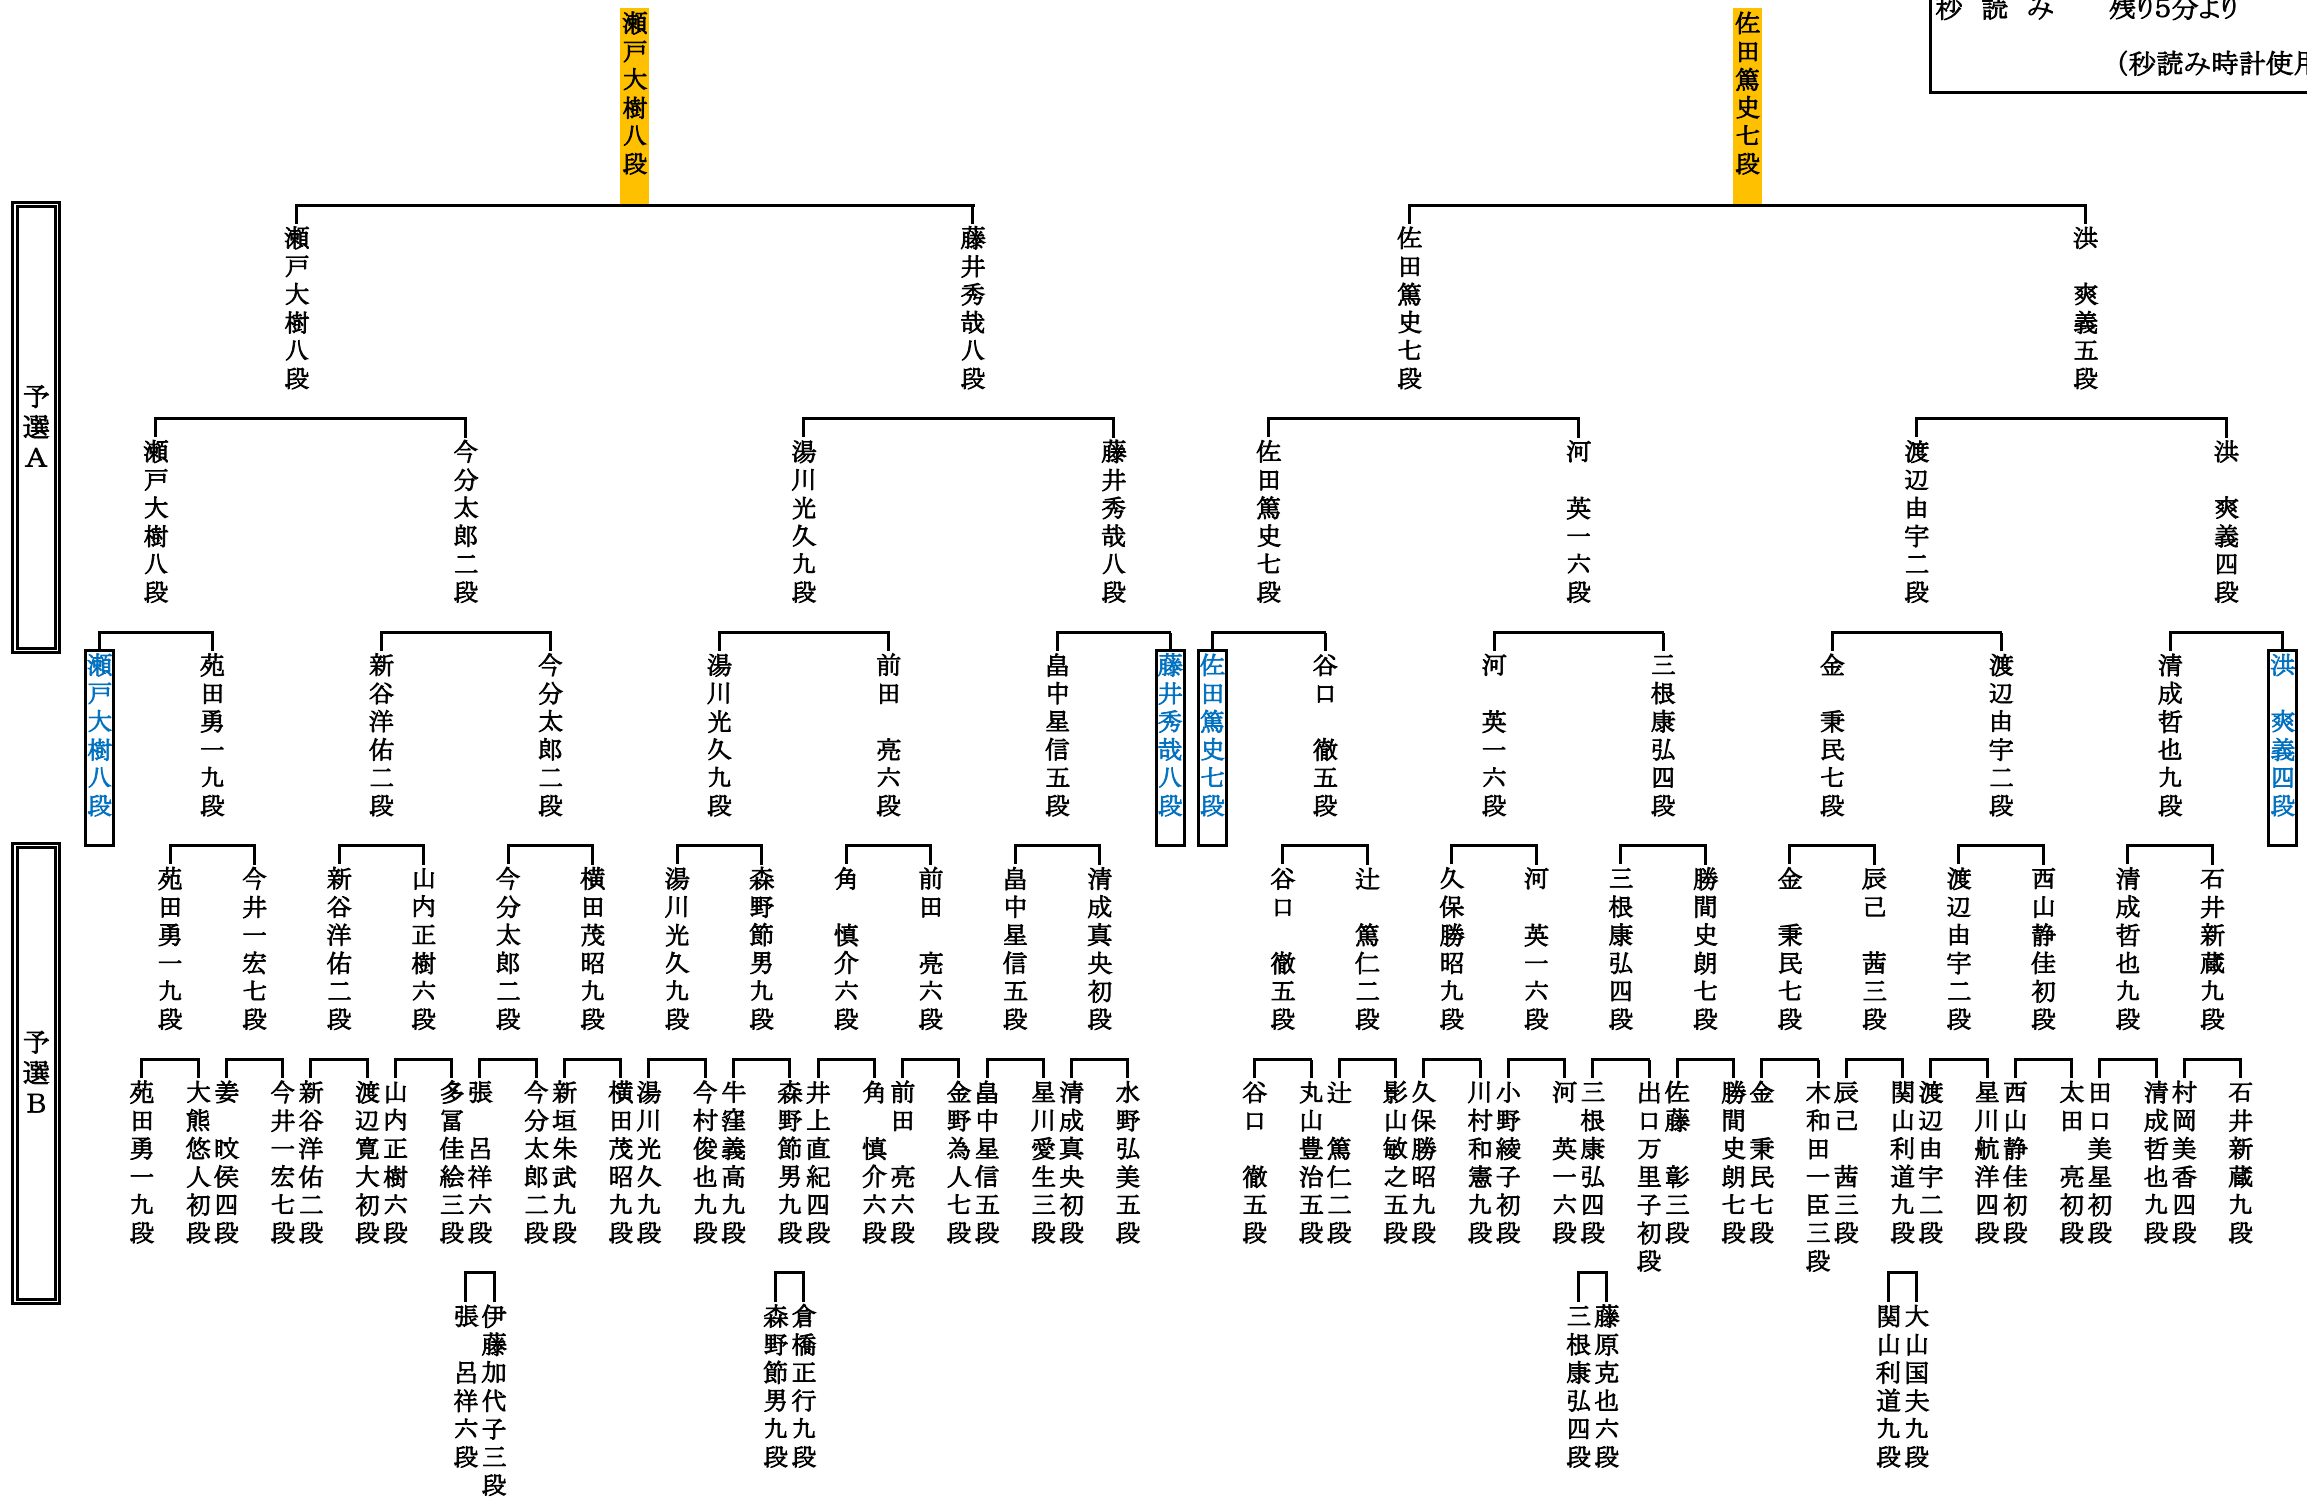 秒 読 み 残り5分より
(秒読み時計使用
瀬戸大樹八段
佐田篤史七段
予選A
瀬戸大樹八段
藤井秀哉八段
佐田篤史七段
洪 爽義五段
瀬戸大樹八段
今分太郎二段
湯川光久九段
藤井秀哉八段
佐田篤史七段
河 英一六段
渡辺由宇二段
洪 爽義四段
瀬戸大樹八段
苑田勇一九段
新谷洋佑二段
今分太郎二段
湯川光久九段
前田 亮六段
畠中星信五段
藤井秀哉八段
佐田篤史七段
谷口 徹五段
河 英一六段
三根康弘四段
金 秉民七段
渡辺由宇二段
清成哲也九段
洪 爽義四段
予選B
苑田勇一九段
今井一宏七段
新谷洋佑二段
山内正樹六段
今分太郎二段
横田茂昭九段
湯川光久九段
森野節男九段
角 慎介六段
前田 亮六段
畠中星信五段
清成真央初段
谷口 徹五段
辻 篤仁二段
久保勝昭九段
河 英一六段
三根康弘四段
勝間史朗七段
金 秉民七段
辰己 茜三段
渡辺由宇二段
西山静佳初段
清成哲也九段
石井新蔵九段
苑田勇一九段
大熊悠人初段
姜 旼侯四段
今井一宏七段
新谷洋佑二段
渡辺寛大初段
山内正樹六段
多冨佳絵三段
張 呂祥六段
今分太郎二段
新垣朱武九段
横田茂昭九段
湯川光久九段
今村俊也九段
牛窪義高九段
森野節男九段
井上直紀四段
角 慎介六段
前田 亮六段
金野為人七段
畠中星信五段
星川愛生三段
清成真央初段
水野弘美五段
谷口 徹五段
丸山豊治五段
辻 篤仁二段
影山敏之五段
久保勝昭九段
川村和憲九段
小野綾子初段
河 英一六段
三根康弘四段
出口万里子初段
佐藤 彰三段
勝間史朗七段
金 秉民七段
木和田一臣三段
辰己 茜三段
関山利道九段
渡辺由宇二段
星川航洋四段
西山静佳初段
太田 亮初段
田口美星初段
清成哲也九段
村岡美香四段
石井新蔵九段
張 呂祥六段
伊藤加代子三段
森野節男九段
倉橋正行九段
三根康弘四段
藤原克也六段
関山利道九段
大山国夫九段